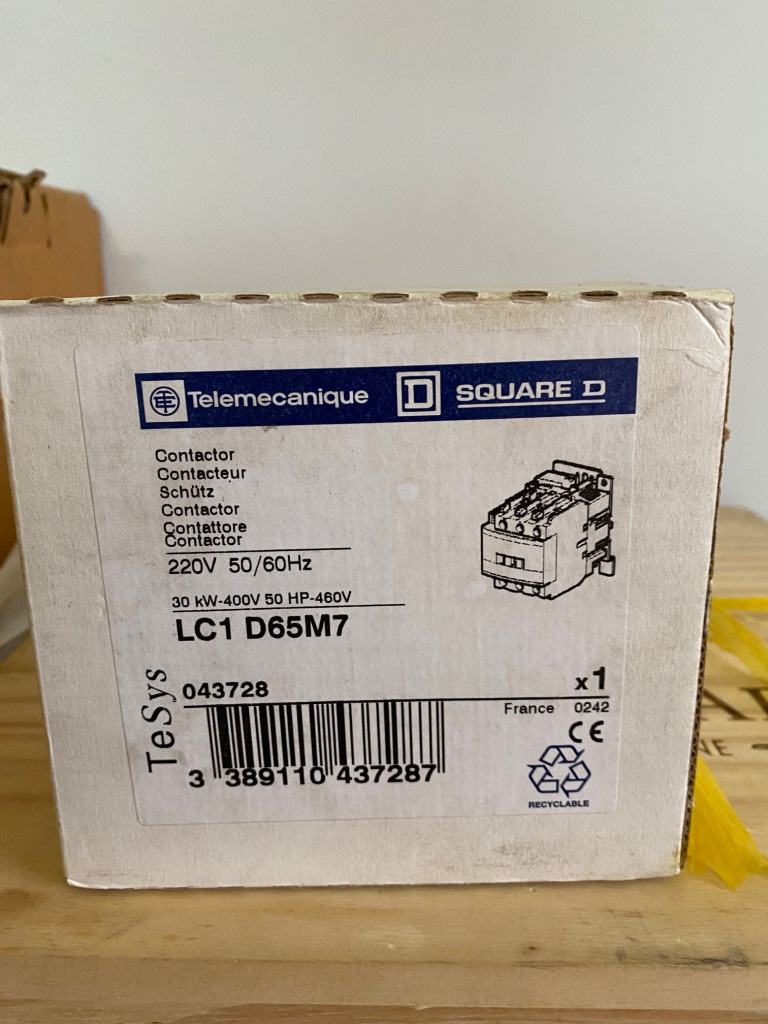 Telemecanique D SQUARE D
Contactor
Contacteur
Schütz
Contactor
Contattore
Contactor
220V 50/60Hz
30 kW-400V 50 HP-460V
LC1 D65M7
TeSys
043728
x1
France 0242
CE
3 389110 437287
RECYCLABLE